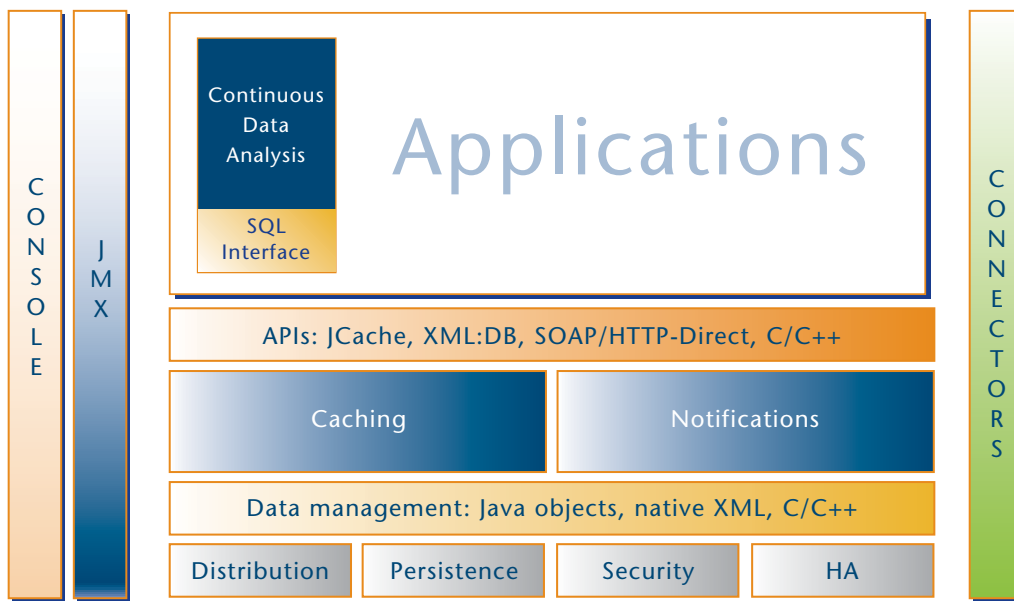 CONSOLE
JMX
Continuous
Data
Analysis
SQL
Interface
Applications
APIs: JCache, XML:DB, SOAP/HTTP-Direct, C/C++
Caching
Notifications
Data management: Java objects, native XML, C/C++
Distribution
Persistence
Security
HA
CONNECTORS